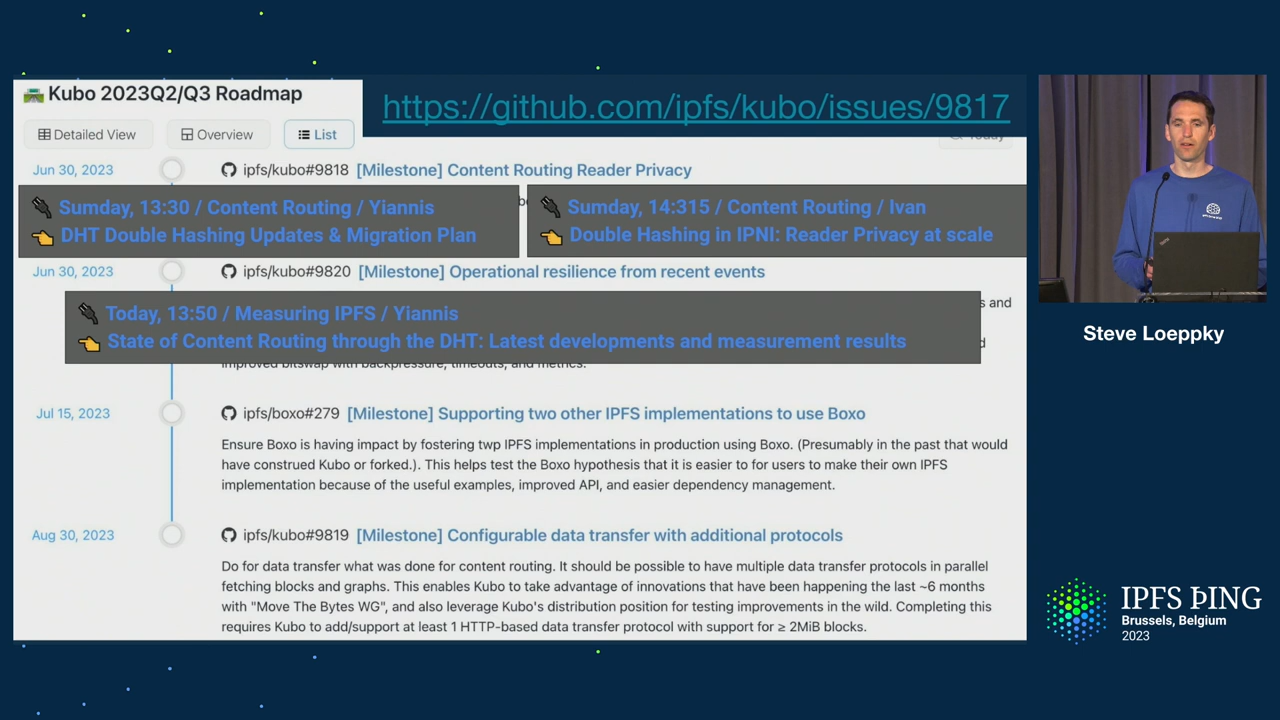 Kubo 2023Q2/Q3 Roadmap
https://github.com/ipfs/kubo/issues/9817
Detailed View
Overview
List
Today
Jun 30, 2023
ipfs/kubo#9818 [Milestone] Content Routing Reader Privacy
Sumday, 13:30 / Content Routing / Yiannis
DHT Double Hashing Updates & Migration Plan
Sumday, 14:315 / Content Routing / Ivan
Double Hashing in IPNI: Reader Privacy at scale
Jun 30, 2023
ipfs/kubo#9820 [Milestone] Operational resilience from recent events
s and
Today, 13:50 / Measuring IPFS / Yiannis
State of Content Routing through the DHT: Latest developments and measurement results
improved bitswap with backpressure, timeouts, and metrics.
Jul 15, 2023
ipfs/boxo#279 [Milestone] Supporting two other IPFS implementations to use Boxo
Ensure Boxo is having impact by fostering twp IPFS implementations in production using Boxo. (Presumably in the past that would
have construed Kubo or forked.). This helps test the Boxo hypothesis that it is easier to for users to make their own IPFS
implementation because of the useful examples, improved API, and easier dependency management.
Aug 30, 2023
ipfs/kubo#9819 [Milestone] Configurable data transfer with additional protocols
Do for data transfer what was done for content routing. It should be possible to have multiple data transfer protocols in parallel
fetching blocks and graphs. This enables Kubo to take advantage of innovations that have been happening the last ~6 months
with "Move The Bytes WG", and also leverage Kubo's distribution position for testing improvements in the wild. Completing this
requires Kubo to add/support at least 1 HTTP-based data transfer protocol with support for ≥ 2MiB blocks.
Steve Loeppky
IPFS ÞING
Brussels, Belgium
2023